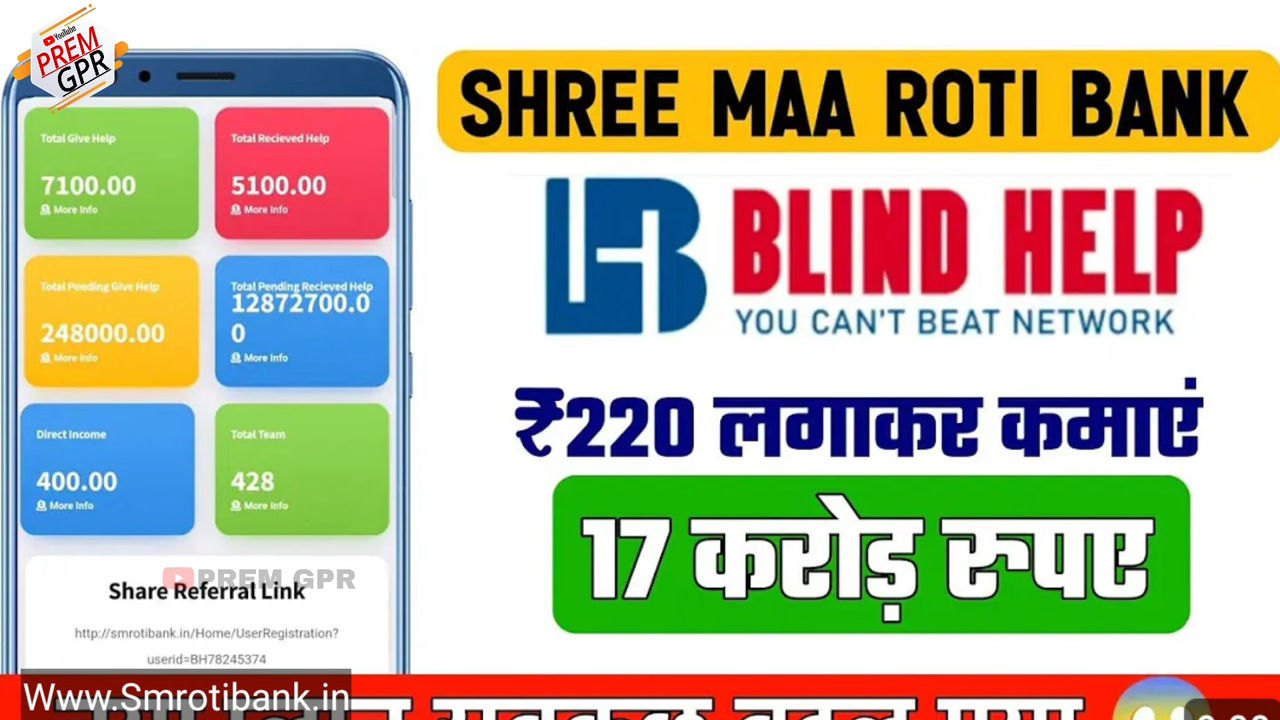 YouTube
PREM
GPR
SHREE MAA ROTI BANK
Total Give Help
7100.00
More Info
Total Recieved Help
5100.00
More Info
Total Pending Give Help
248000.00
More Info
Total Pending Recieved Help
12872700.0
0
More Info
Direct Income
400.00
More Info
Total Team
428
More Info
PREM GPR
Share Referral Link
http://smrotibank.in/Home/UserRegistration?
userid=BH78245374
BLIND HELP
YOU CAN'T BEAT NETWORK
₹220 लगाकर कमाएं
17 करोड़ रुपए
Www.Smrotibank.in